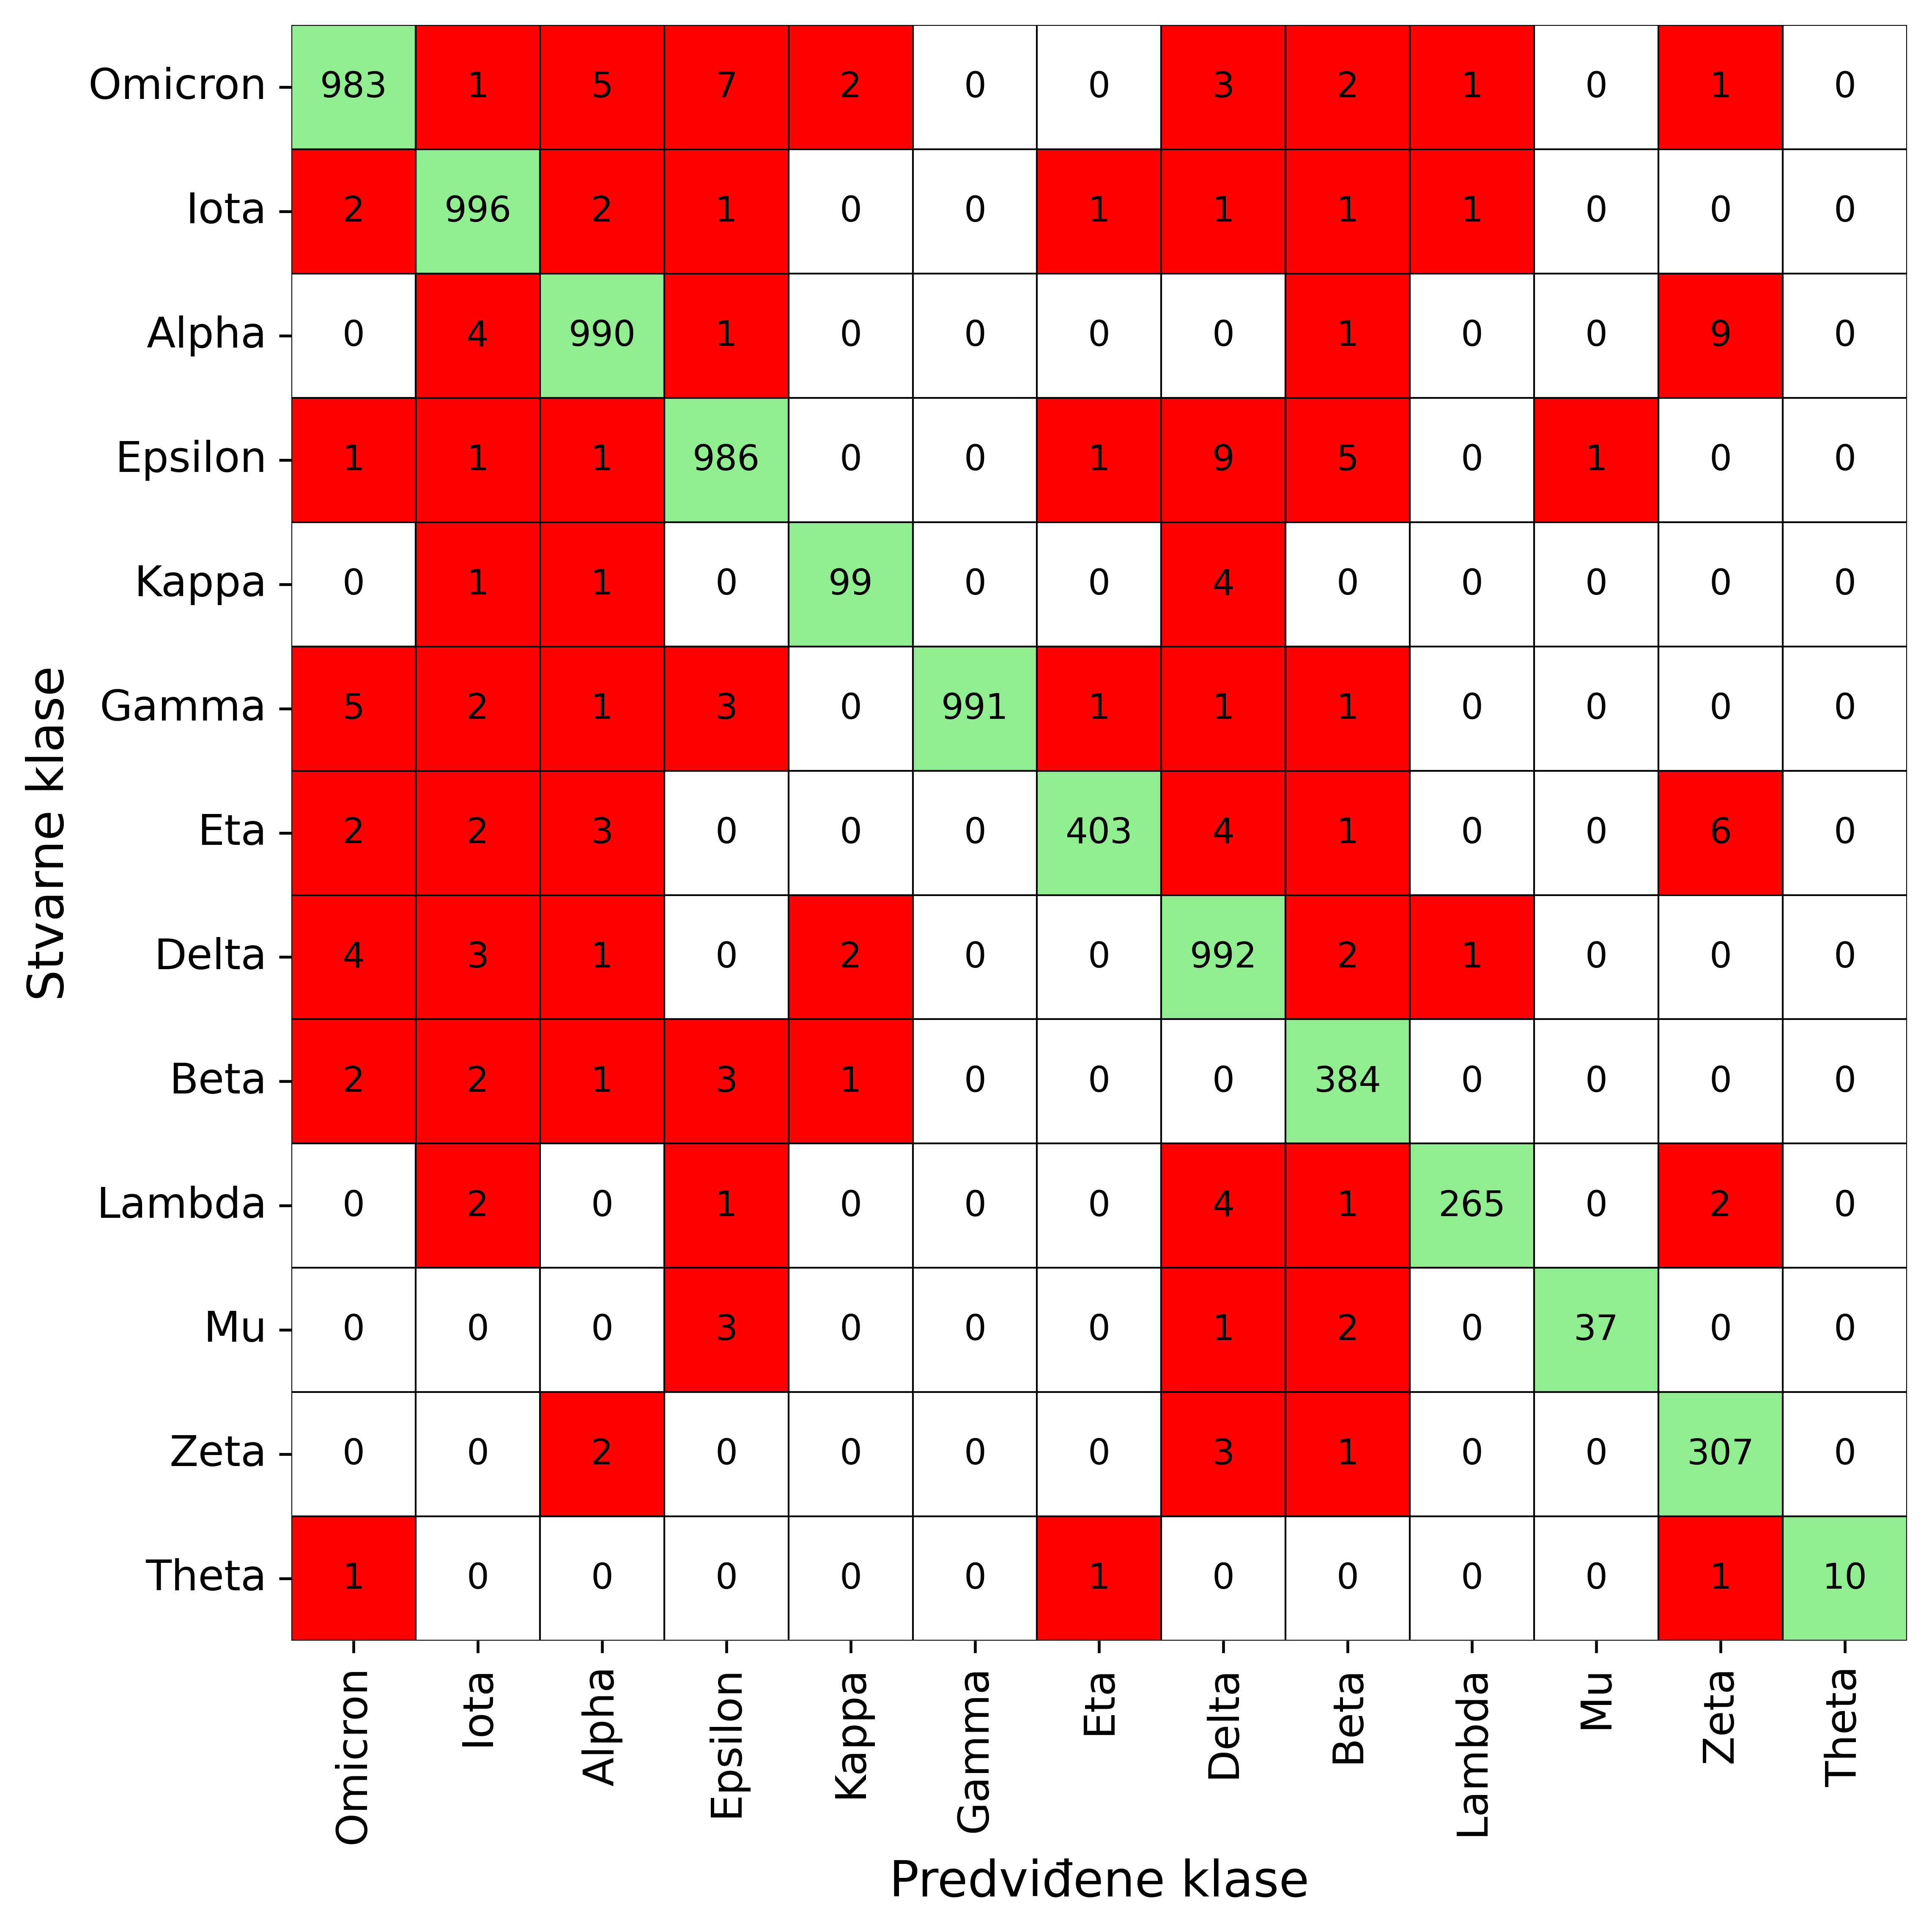 Stvarne klase
Omicron 983 1 5 7 2 0 0 3 2 1 0 1 0
Iota 2 996 2 1 0 0 1 1 1 1 0 0 0
Alpha 0 4 990 1 0 0 0 0 1 0 0 9 0
Epsilon 1 1 1 986 0 0 1 9 5 0 1 0 0
Kappa 0 1 1 0 99 0 0 4 0 0 0 0 0
Gamma 5 2 1 3 0 991 1 1 1 0 0 0 0
Eta 2 2 3 0 0 0 403 4 1 0 0 6 0
Delta 4 3 1 0 2 0 0 992 2 1 0 0 0
Beta 2 2 1 3 1 0 0 0 384 0 0 0 0
Lambda 0 2 0 1 0 0 0 4 1 265 0 2 0
Mu 0 0 0 3 0 0 0 1 2 0 37 0 0
Zeta 0 0 2 0 0 0 0 3 1 0 0 307 0
Theta 1 0 0 0 0 0 1 0 0 0 0 1 10
Omicron Iota Alpha Epsilon Kappa Gamma Eta Delta Beta Lambda Mu Zeta Theta
Predviđene klase